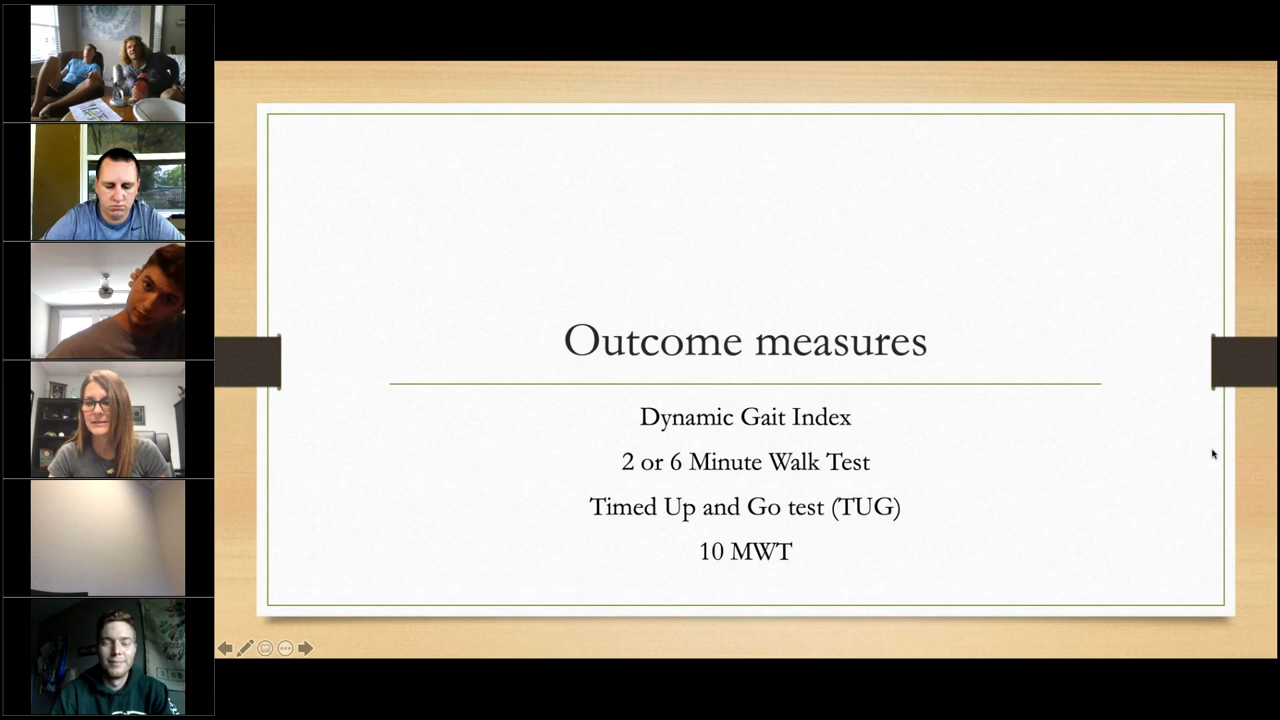 Outcome measures
Dynamic Gait Index
2 or 6 Minute Walk Test
Timed Up and Go test (TUG)
10 MWT